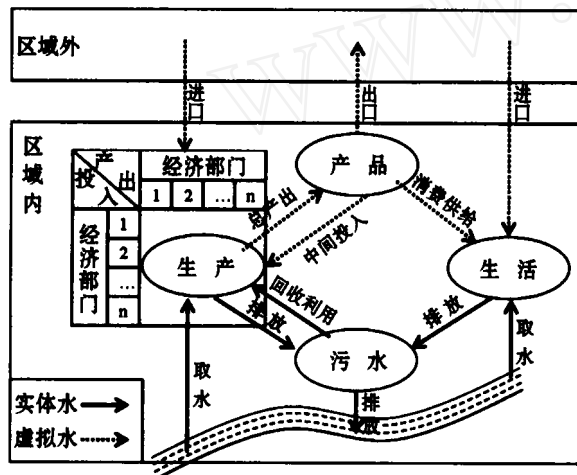 WWW.
区域外
进口
出口
进口
区域内
产出
投入
经济部门
1 2 … n
经济部门
1
2
…
n
产 品
总产出
中间投入
消费供给
生 产
生 活
回收利用
排放
排放
污 水
取水
排放
取水
实体水
虚拟水